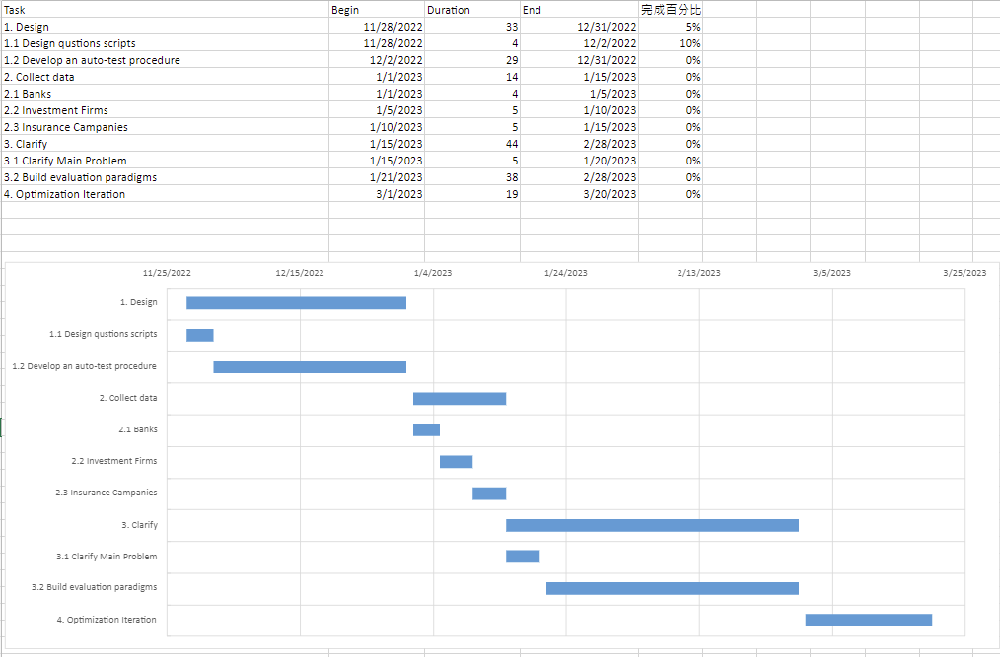 Task Begin Duration End 完成百分比
1. Design 11/28/2022 33 12/31/2022 5%
1.1 Design qustions scripts 11/28/2022 4 12/2/2022 10%
1.2 Develop an auto-test procedure 12/2/2022 29 12/31/2022 0%
2. Collect data 1/1/2023 14 1/15/2023 0%
2.1 Banks 1/1/2023 4 1/5/2023 0%
2.2 Investment Firms 1/5/2023 5 1/10/2023 0%
2.3 Insurance Campanies 1/10/2023 5 1/15/2023 0%
3. Clarify 1/15/2023 44 2/28/2023 0%
3.1 Clarify Main Problem 1/15/2023 5 1/20/2023 0%
3.2 Build evaluation paradigms 1/21/2023 38 2/28/2023 0%
4. Optimization Iteration 3/1/2023 19 3/20/2023 0%
11/25/2022 12/15/2022 1/4/2023 1/24/2023 2/13/2023 3/5/2023 3/25/2023
1. Design
1.1 Design qustions scripts
1.2 Develop an auto-test procedure
2. Collect data
2.1 Banks
2.2 Investment Firms
2.3 Insurance Campanies
3. Clarify
3.1 Clarify Main Problem
3.2 Build evaluation paradigms
4. Optimization Iteration